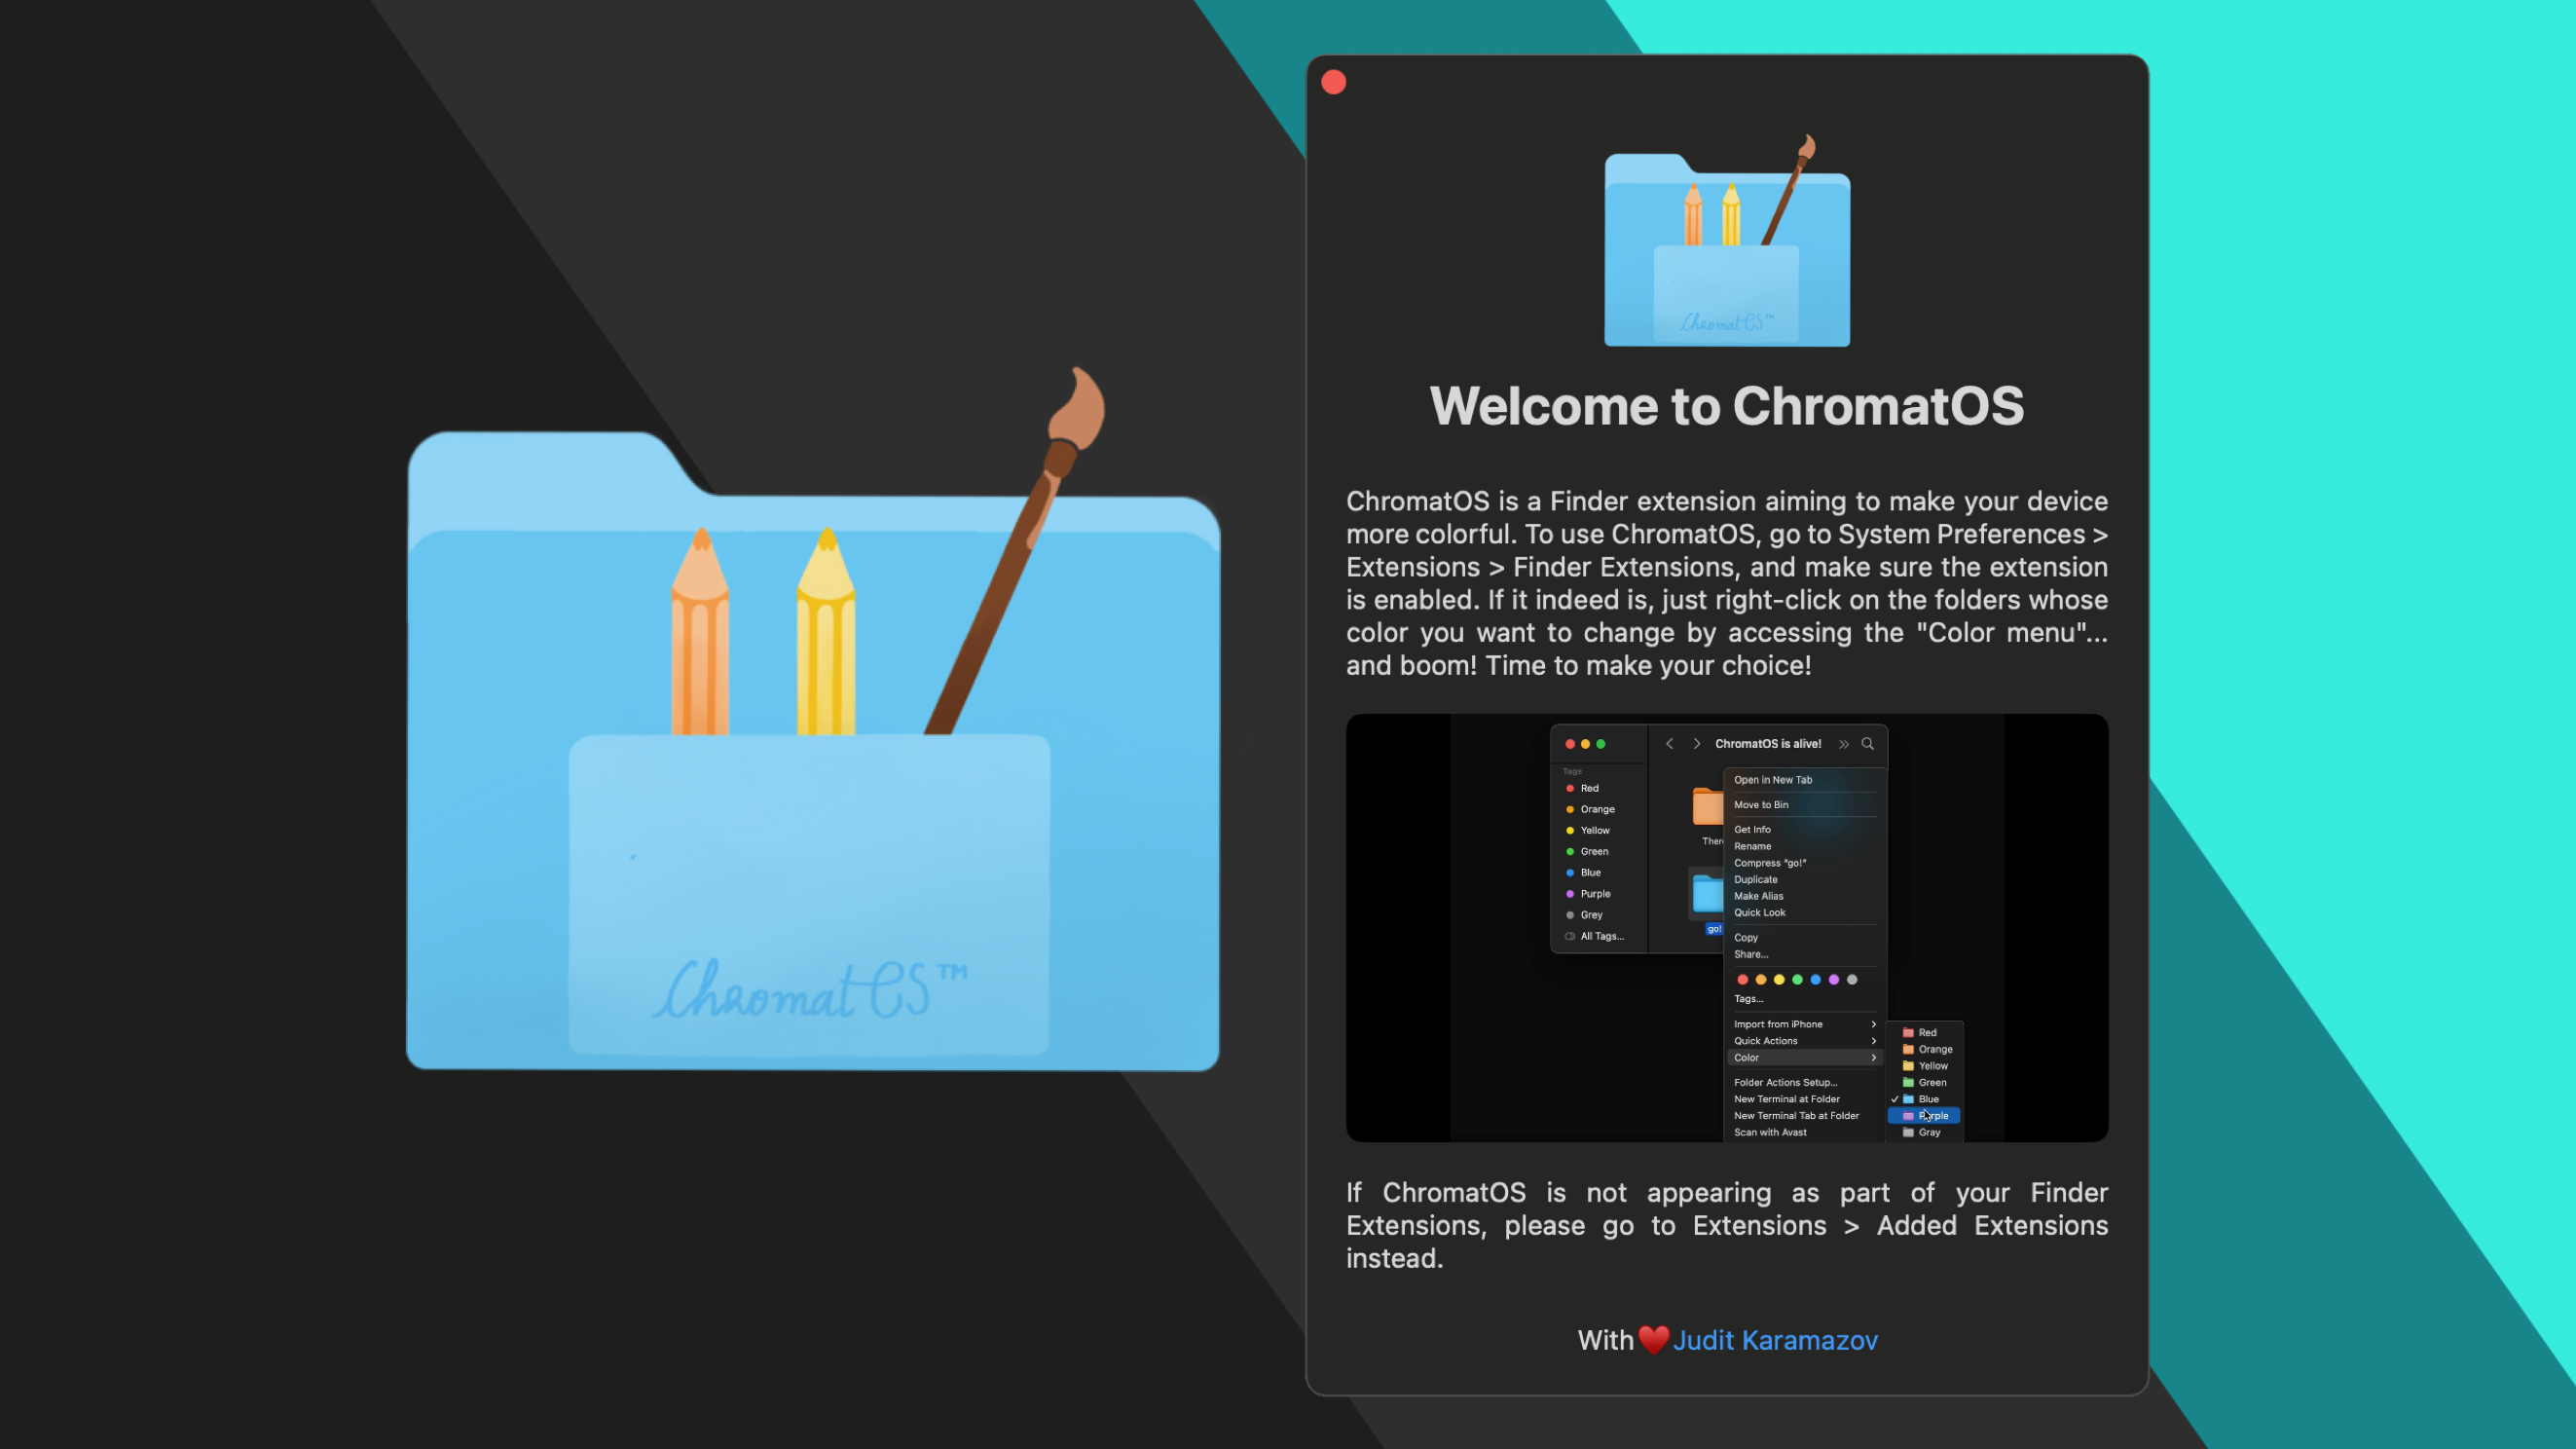 ChromatOS™
ChromatOS™
Welcome to ChromatOS
ChromatOS is a Finder extension aiming to make your device
more colorful. To use ChromatOS, go to System Preferences >
Extensions > Finder Extensions, and make sure the extension
is enabled. If it indeed is, just right-click on the folders whose
color you want to change by accessing the "Color menu"...
and boom! Time to make your choice!
ChromatOS is alive!
Tags
Red
Orange
Yellow
Green
Blue
Purple
Grey
All Tags...
Ther
go!
Open in New Tab
Move to Bin
Get Info
Rename
Compress "go!"
Duplicate
Make Alias
Quick Look
Copy
Share...
Tags...
Import from iPhone
Quick Actions
Color
Folder Actions Setup...
New Terminal at Folder
New Terminal Tab at Folder
Scan with Avast
Red
Orange
Yellow
Green
Blue
Purple
Gray
If ChromatOS is not appearing as part of your Finder
Extensions, please go to Extensions > Added Extensions
instead.
With ❤️ Judit Karamazov